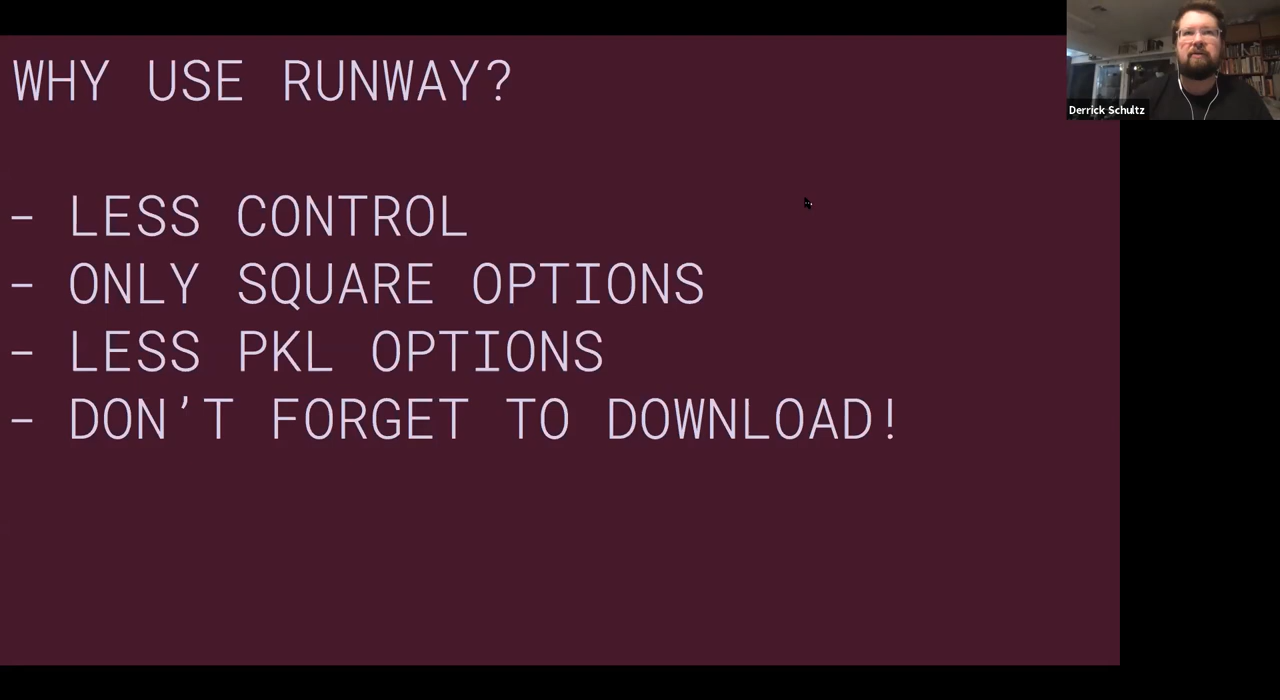 WHY USE RUNWAY?
- LESS CONTROL
- ONLY SQUARE OPTIONS
- LESS PKL OPTIONS
- DON’T FORGET TO DOWNLOAD!
Derrick Schultz